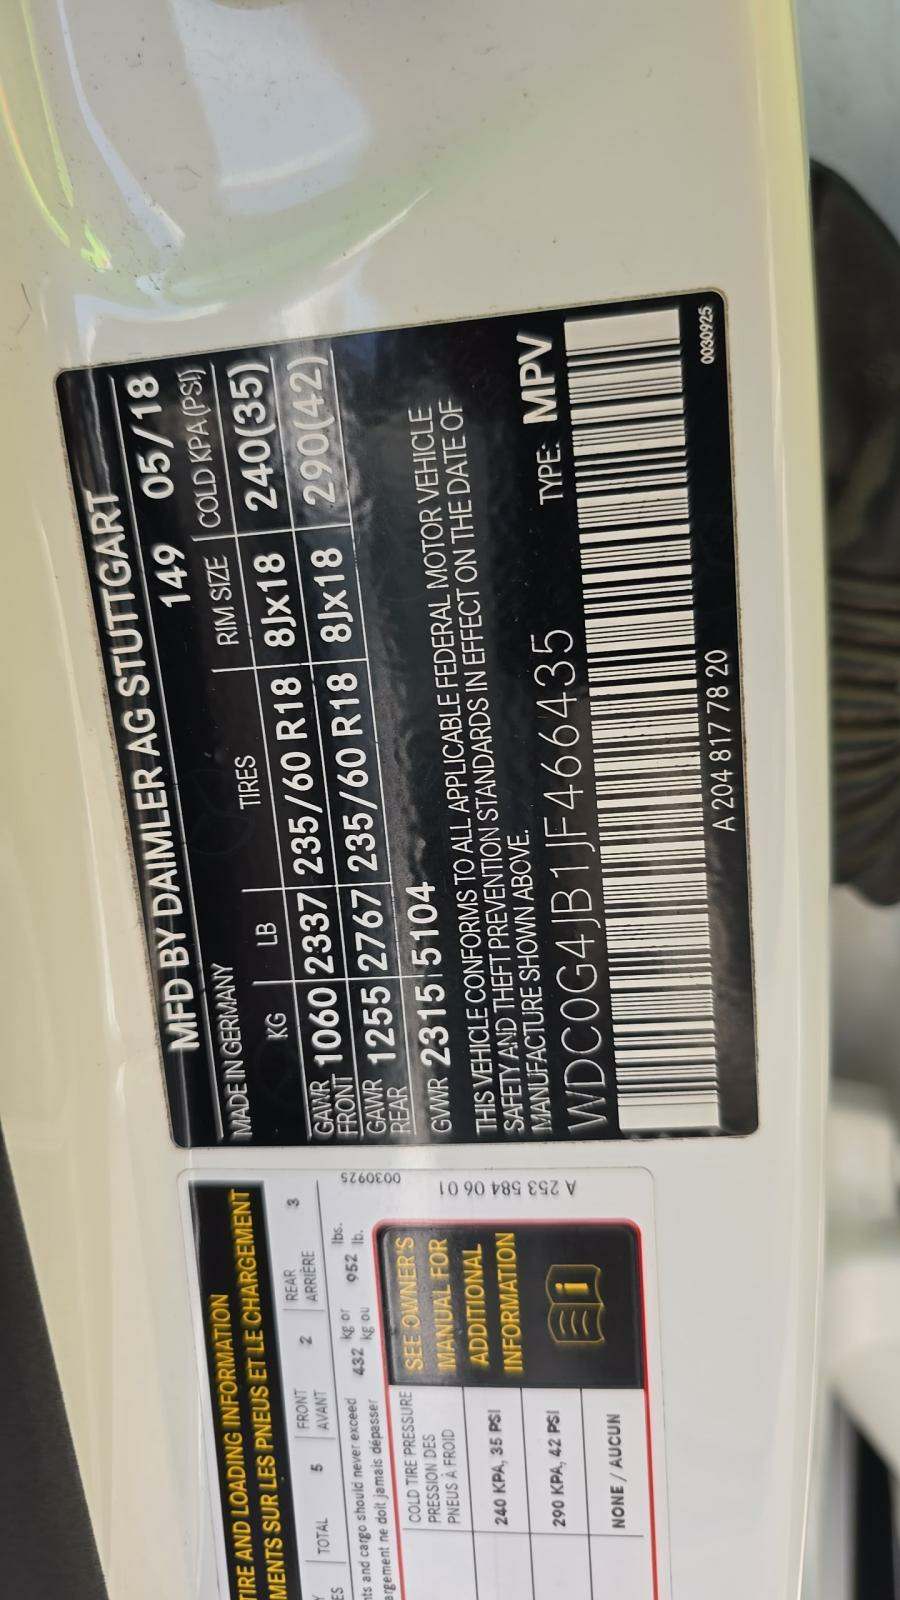 MFD BY DAIMLER AG STUTTGART
MADE IN GERMANY 149 05/18
KG LB TIRES RIM SIZE COLD KPA(PSI)
GAWR FRONT 1060 2337 235/60 R18 8Jx18 240(35)
GAWR REAR 1255 2767 235/60 R18 8Jx18 290(42)
GVWR 2315 5104
THIS VEHICLE CONFORMS TO ALL APPLICABLE FEDERAL MOTOR VEHICLE
SAFETY AND THEFT PREVENTION STANDARDS IN EFFECT ON THE DATE OF
MANUFACTURE SHOWN ABOVE.
TYPE: MPV
WDC0G4JB1JF466435
A 204 817 78 20
0030925
TIRE AND LOADING INFORMATION
MENTS SUR LES PNEUS ET LE CHARGEMENT
TOTAL 5 FRONT 2 REAR 3
AVANT ARRIÈRE
and cargo should never exceed 432 kg or 952 lbs.
ne doit jamais dépasser kg ou lb.
COLD TIRE PRESSURE
PRESSION DES
PNEUS À FROID
240 KPA, 35 PSI
290 KPA, 42 PSI
NONE / AUCUN
SEE OWNER'S
MANUAL FOR
ADDITIONAL
INFORMATION
0030925
A 253 584 06 01